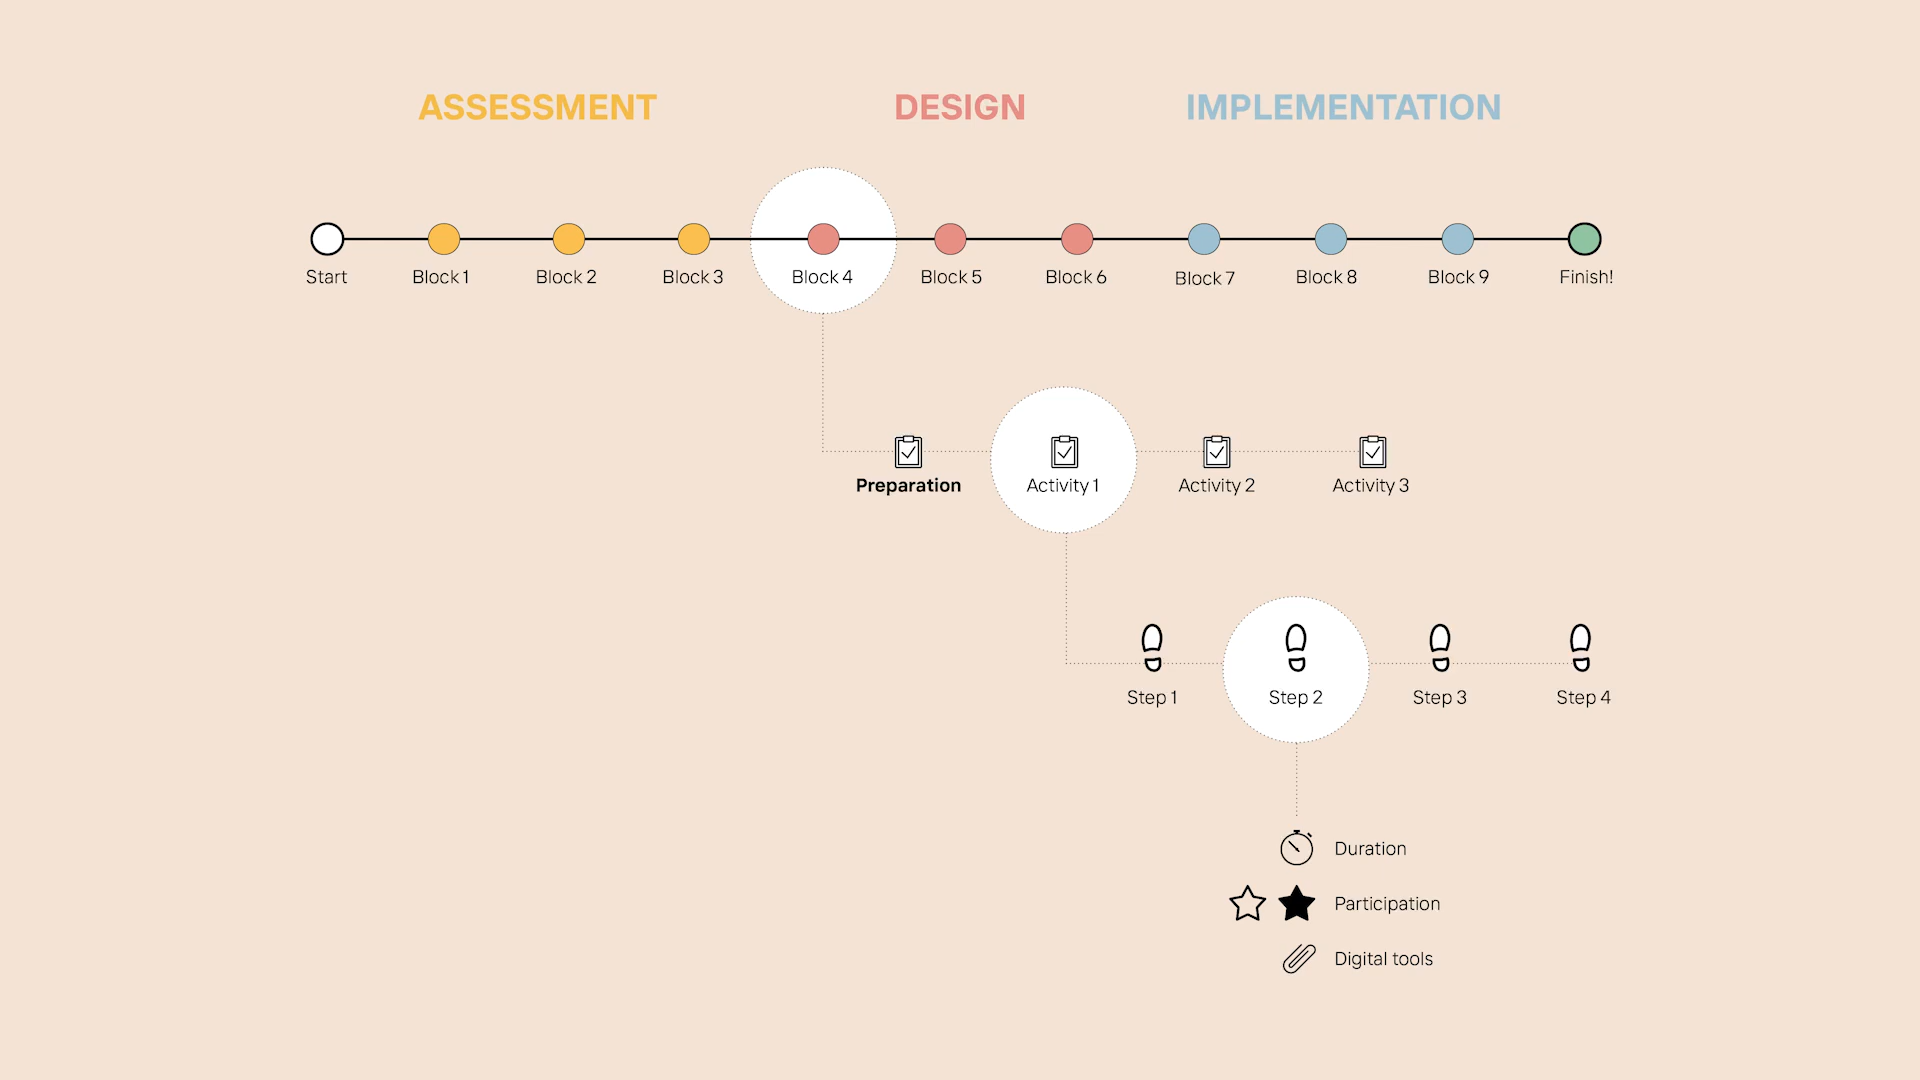 ASSESSMENT DESIGN IMPLEMENTATION
Start Block 1 Block 2 Block 3 Block 4 Block 5 Block 6 Block 7 Block 8 Block 9 Finish!
Preparation Activity 1 Activity 2 Activity 3
Step 1 Step 2 Step 3 Step 4
Duration
Participation
Digital tools